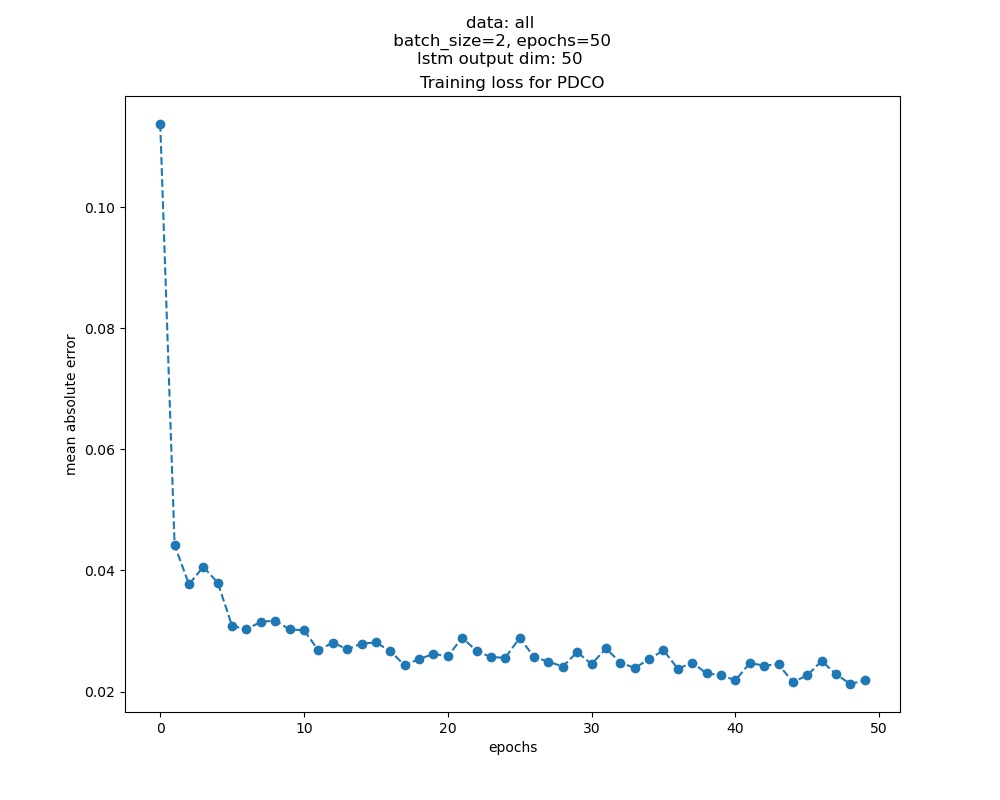 data: all
batch_size=2, epochs=50
lstm output dim: 50
Training loss for PDCO
mean absolute error
0.10
0.08
0.06
0.04
0.02
0 10 20 30 40 50
epochs